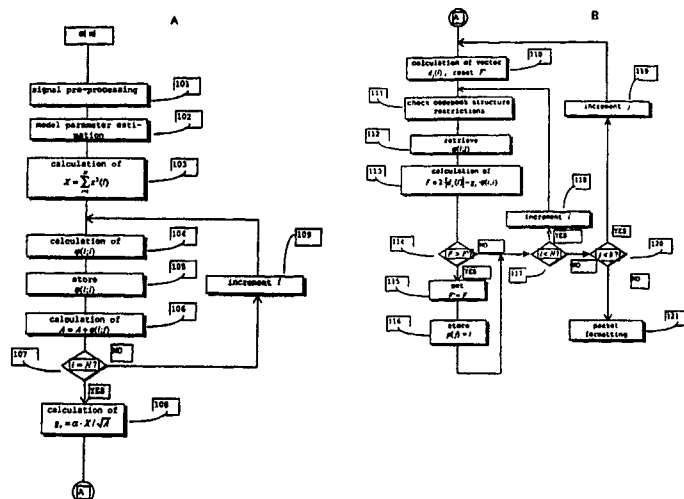 A
s[n]
signal pre-processing
101
model parameter esti-
mation
102
calculation of
103
calculation of
φ(i;i)
104
store
φ(i;i)
105
calculation of
A = A + φ(i;i)
106
107
NO
increment i
109
YES
calculation of
108
A
B
A
calculation of vector
reset F'
110
119
111
check codebook structure
restrictions
increment j
112
retrieve
113
calculation of
118
increment i
114
F > F'?
NO
YES
117
YES
NO
YES
120
NO
115
set
F' = F
116
store
p(j) = i
packet
formatting
121